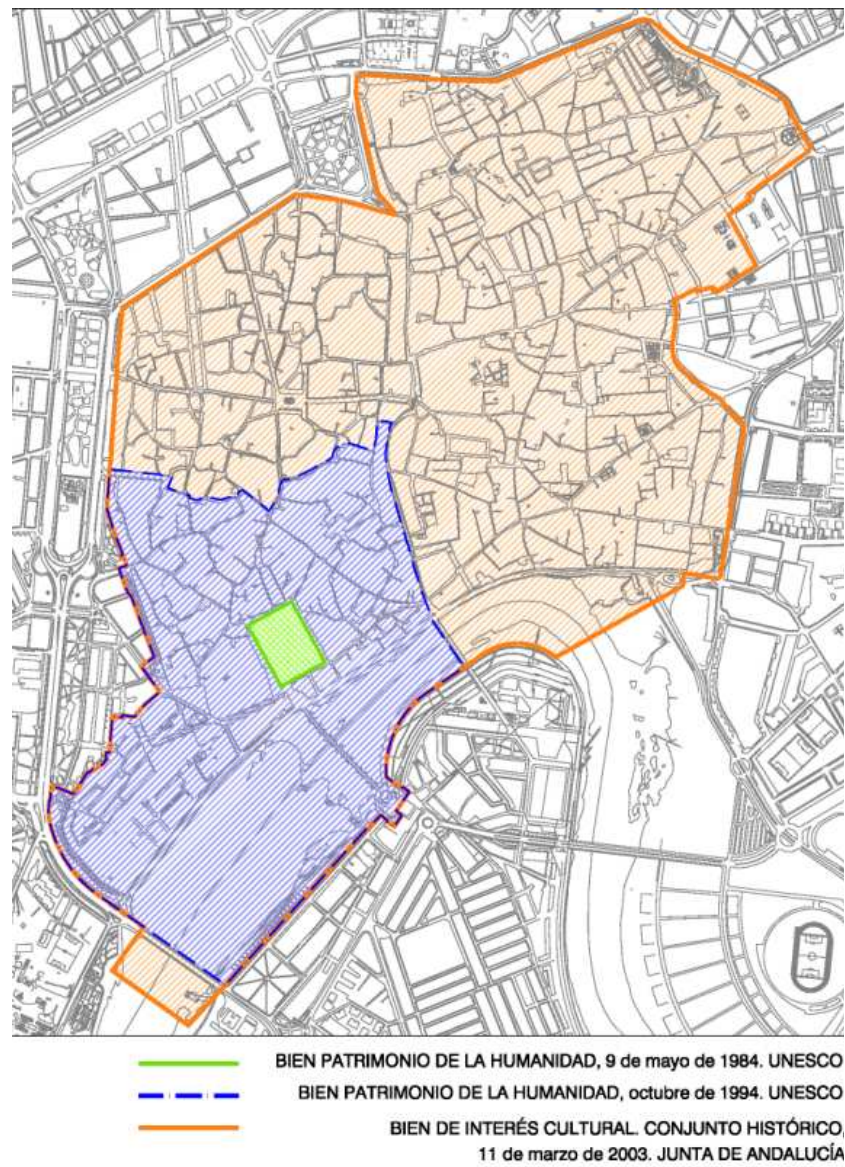 BIEN PATRIMONIO DE LA HUMANIDAD, 9 de mayo de 1984. UNESCO
BIEN PATRIMONIO DE LA HUMANIDAD, octubre de 1994. UNESCO
BIEN DE INTERÉS CULTURAL. CONJUNTO HISTÓRICO,
11 de marzo de 2003. JUNTA DE ANDALUCÍA